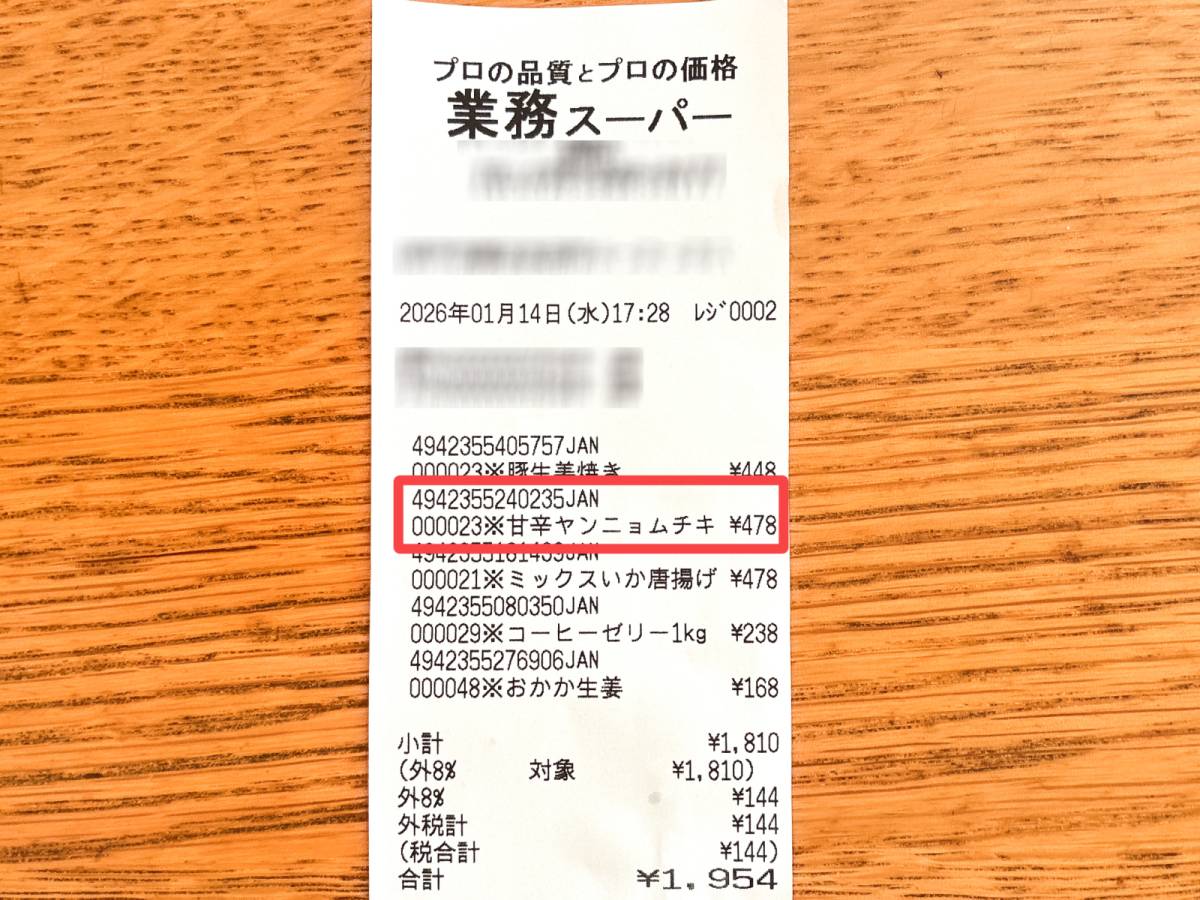 プロの品質とプロの価格
業務スーパー
2026年01月14日(水)17:28 レジ0002
4942355405757JAN
000023※豚生姜焼き ¥448
4942355240235JAN
000023※甘辛ヤンニョムチキ ¥478
4942355181439JAN
000021※ミックスいか唐揚げ ¥478
4942355080350JAN
000029※コーヒーゼリー1kg ¥238
4942355276906JAN
000048※おかか生姜 ¥168
小計 ¥1,810
(外8% 対象 ¥1,810)
外8% ¥144
外税計 ¥144
(税合計 ¥144)
合計 ¥1,954